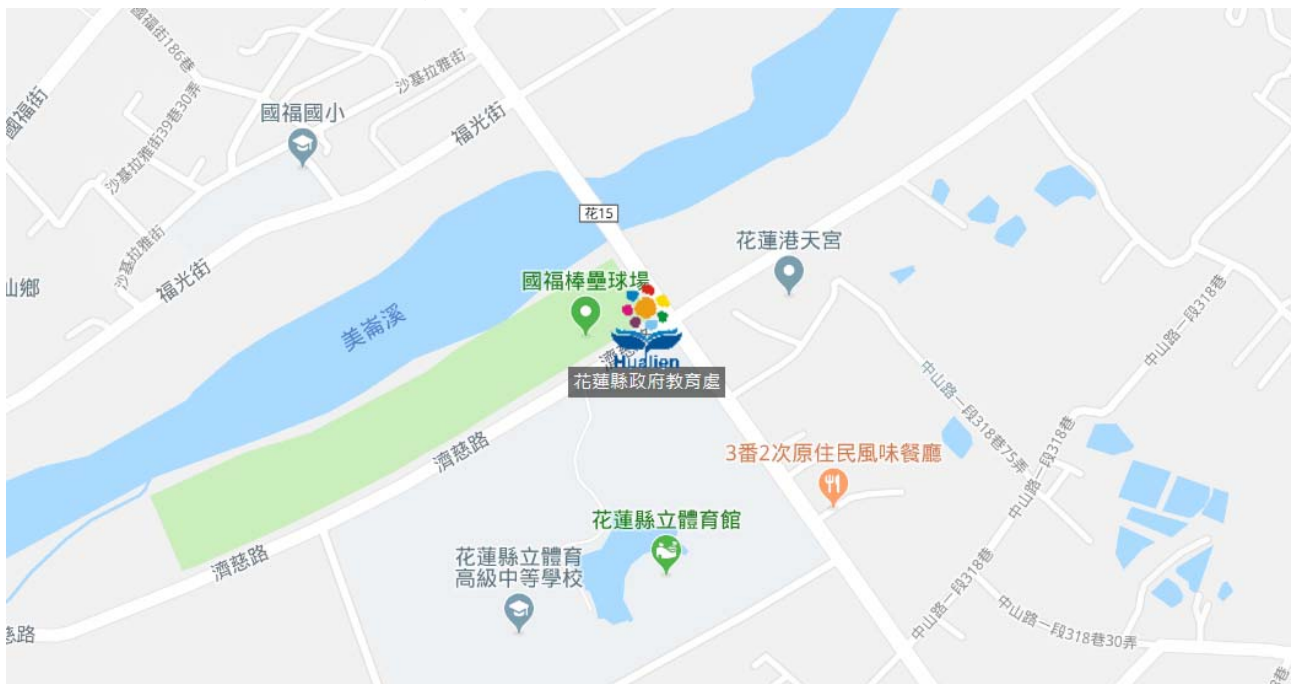 國福街186巷
沙基拉雅街
國福街
國福國小
福光街
沙基拉雅街39巷30弄
花15
花蓮港天宮
沙基拉雅街
福光街
國福棒壘球場
山鄉
美崙溪
中山路一段318巷
濟慈
Hualien
花蓮縣政府教育處
中山路一段318巷75弄
濟慈路
3番2次原住民風味餐廳
中山路一段318巷
花蓮縣立體育館
濟慈路
花蓮縣立體育
高級中等學校
中山路一段318巷
中山路一段318巷30弄
慈路